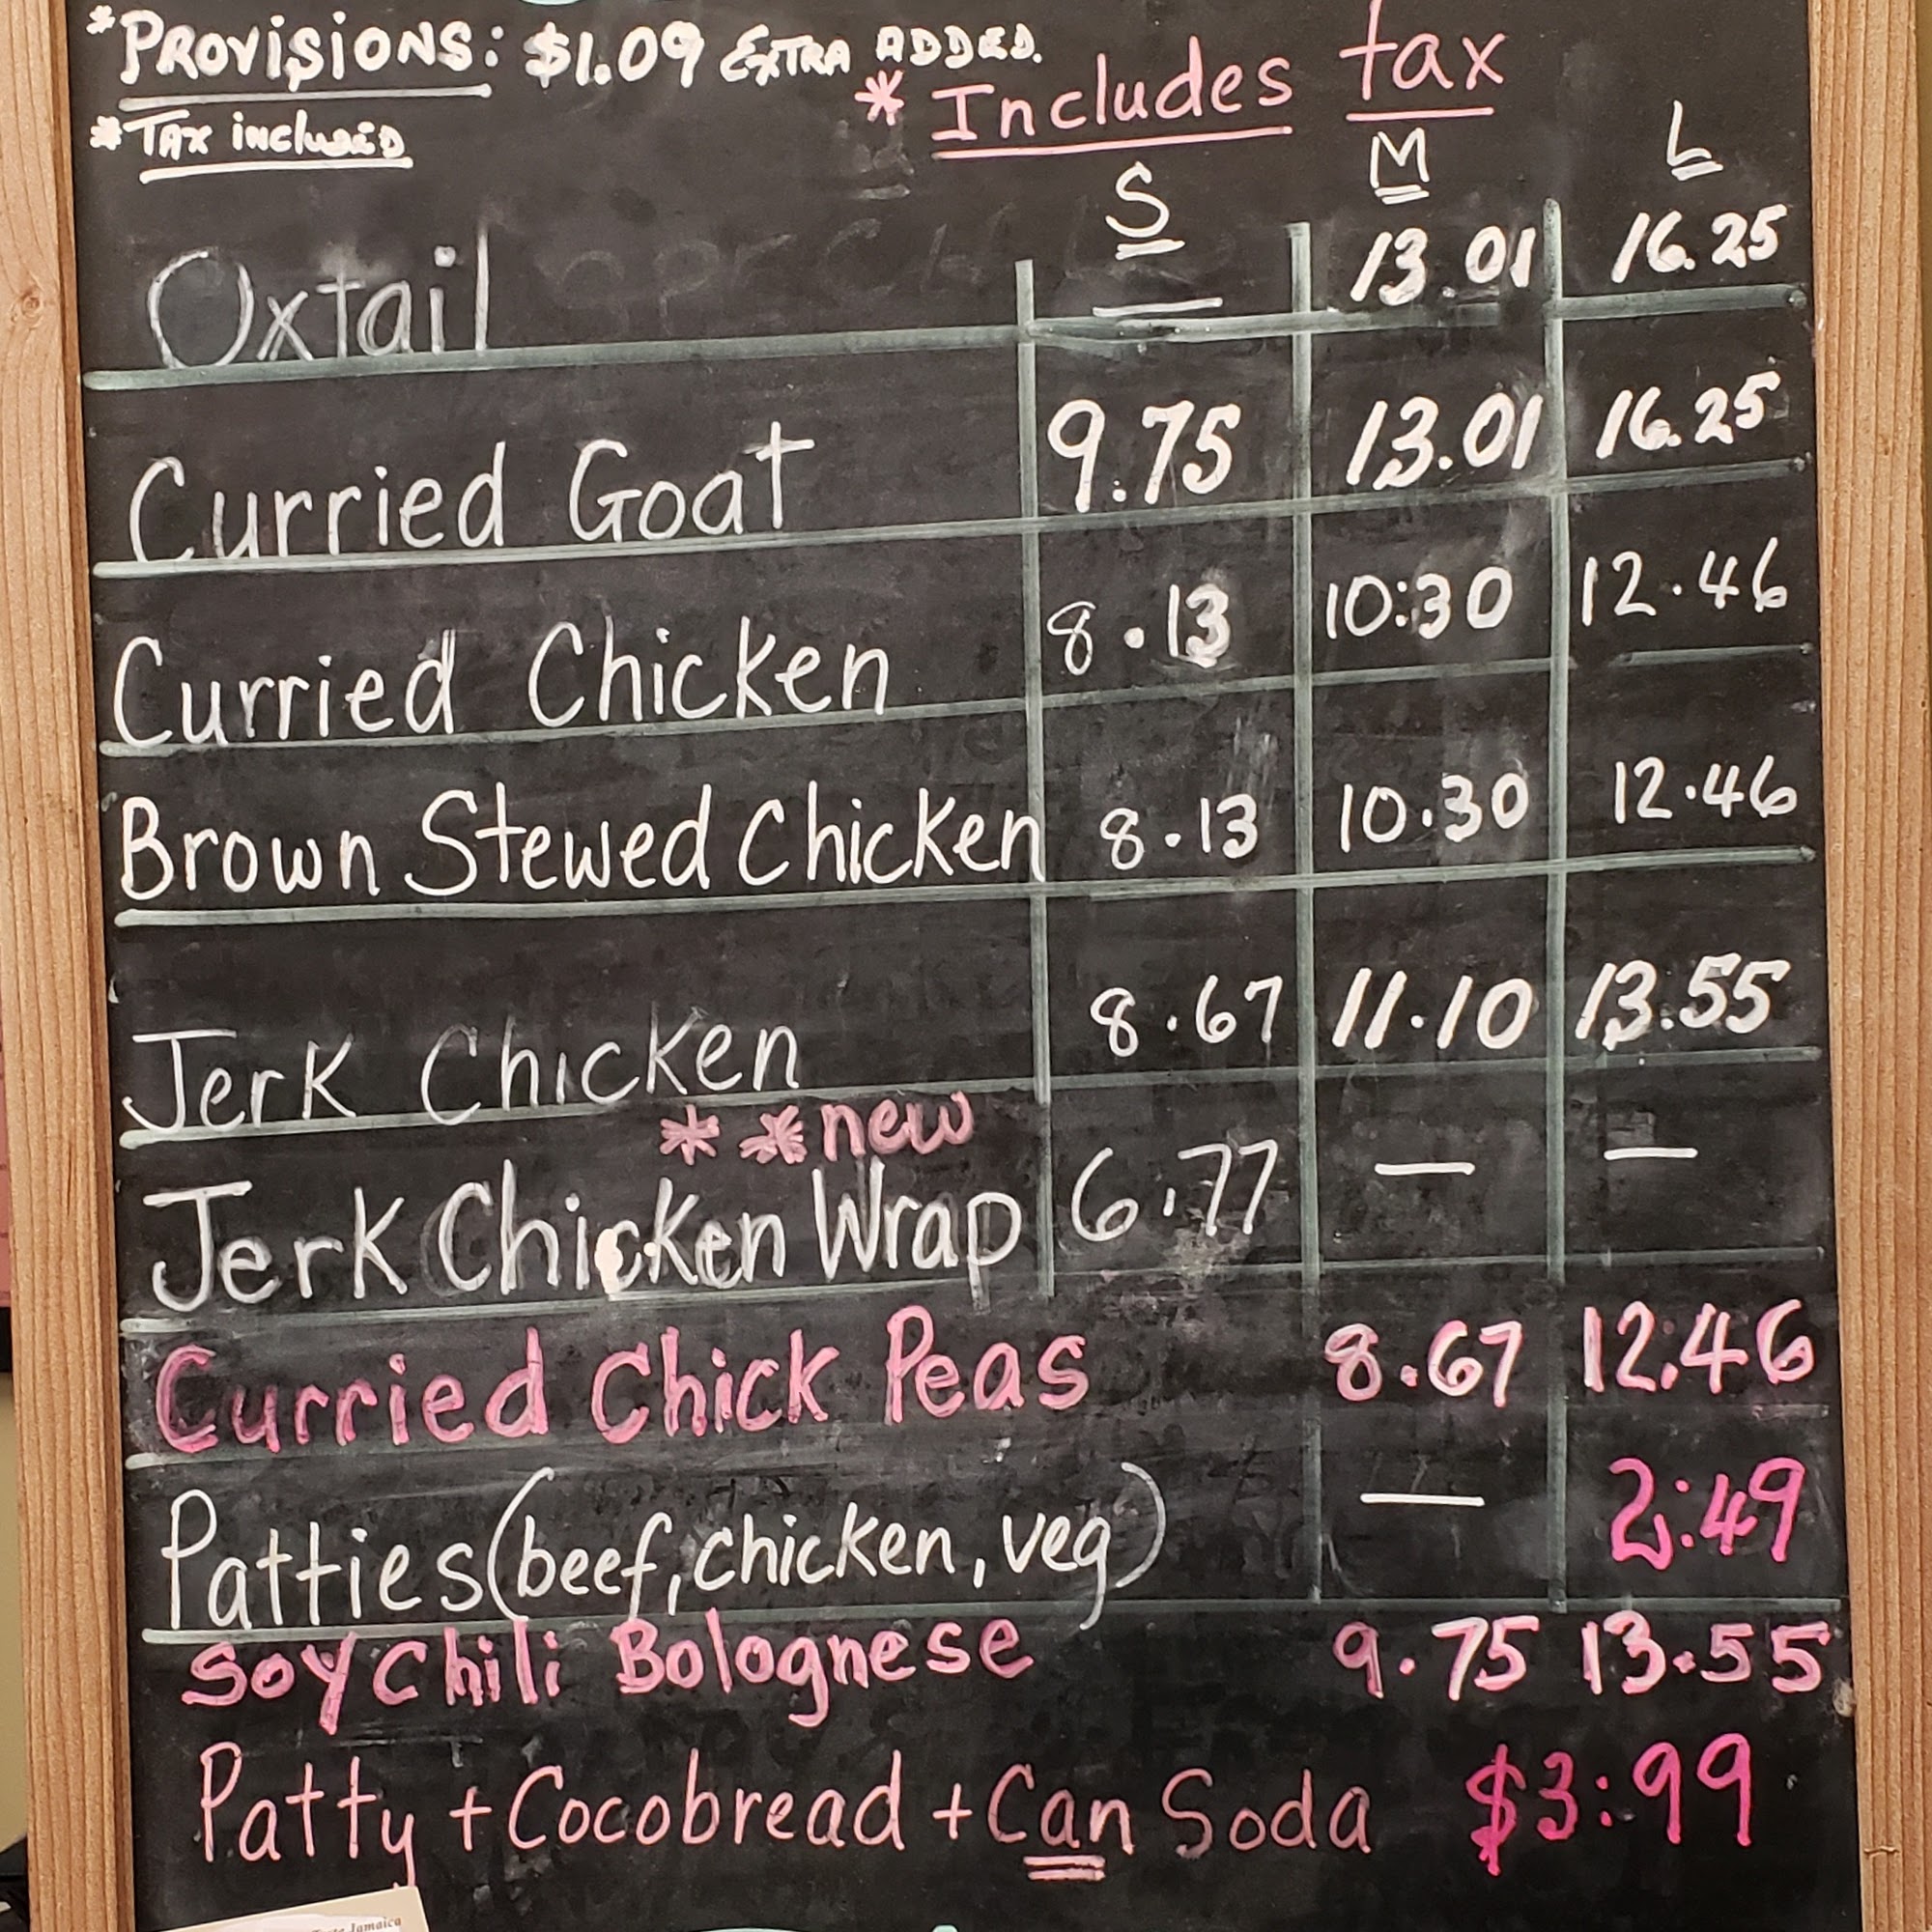 *PROVISIONS: $1.09 EXTRA ADDED.
*TAX INCLUDED
* Includes tax
S M L
Oxtail — 13.01 16.25
Curried Goat 9.75 13.01 16.25
Curried Chicken 8.13 10:30 12.46
Brown Stewed Chicken 8.13 10.30 12.46
Jerk Chicken 8.67 11.10 13.55
* * new
Jerk Chicken Wrap 6.77 — —
Curried Chick Peas 8.67 12.46
Patties (beef, chicken, veg) — 2:49
Soy Chili Bolognese 9.75 13.55
Patty + Cocobread + Can Soda $3:99
Jamaica